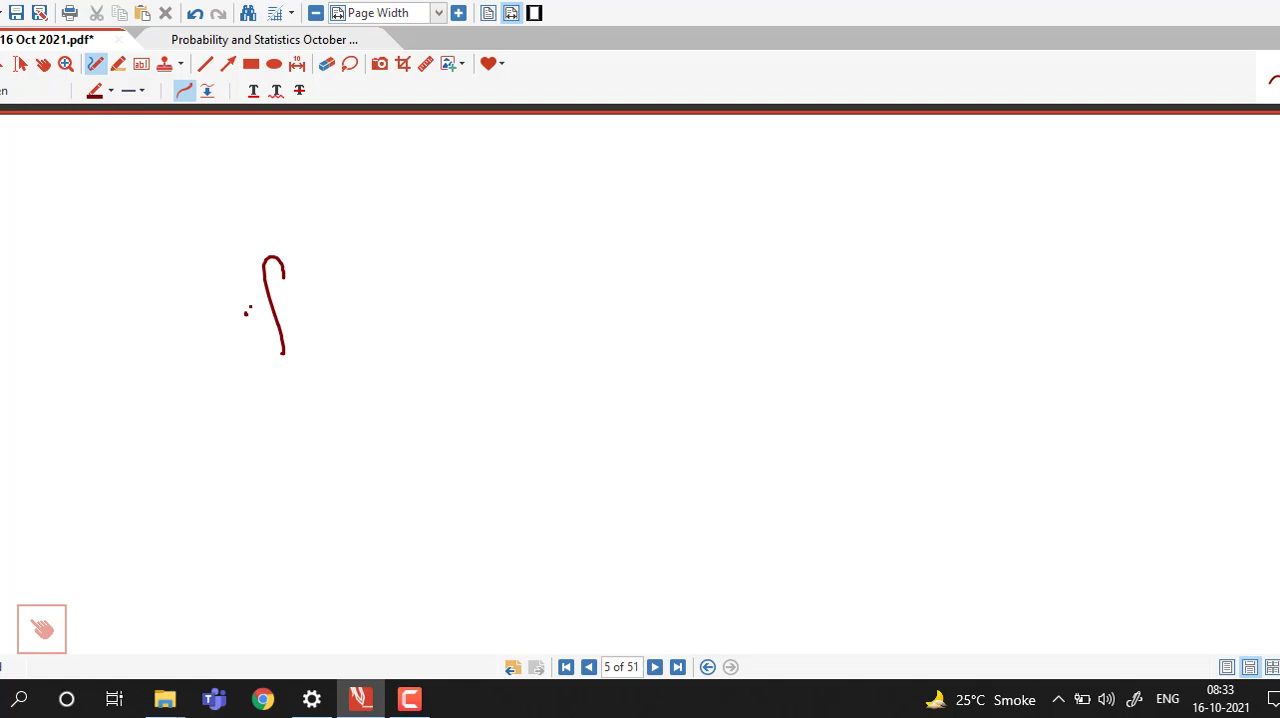 Page Width
16 Oct 2021.pdf*
Probability and Statistics October ...
10
T T T
5 of 51
25°C Smoke
ENG
08:33
16-10-2021